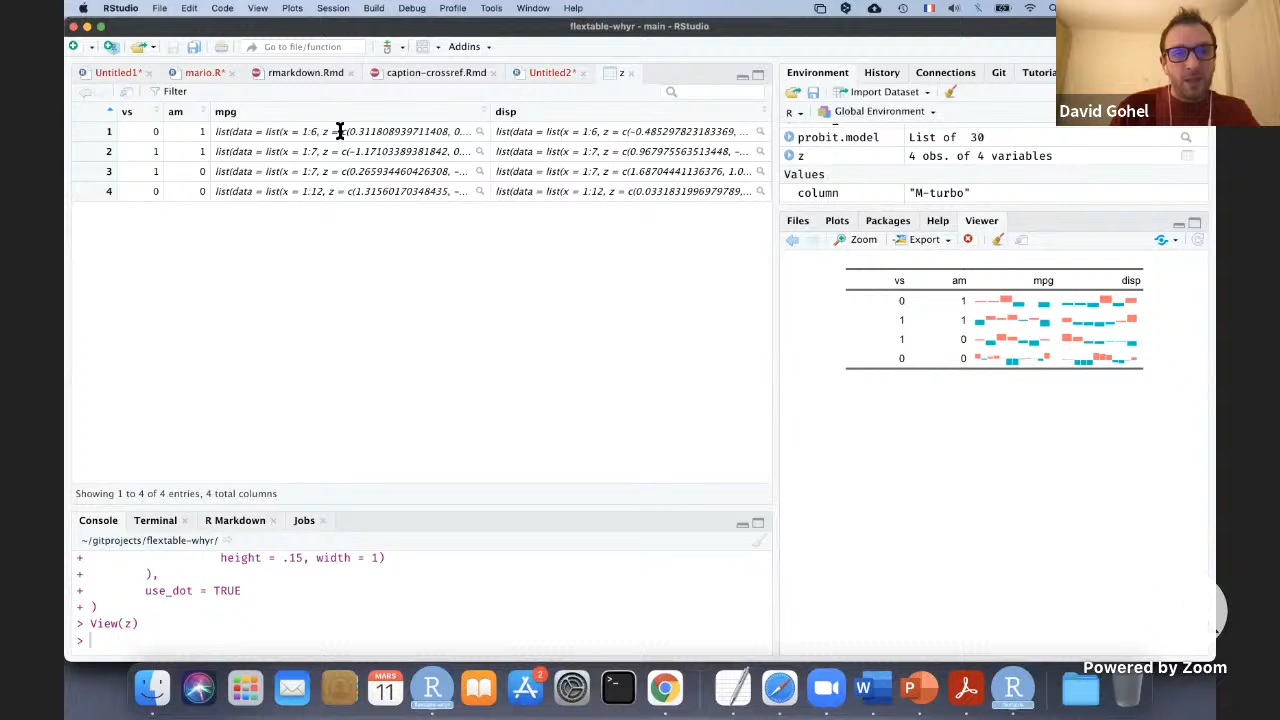 RStudio File Edit Code View Plots Session Build Debug Profile Tools Window Help
flextable-whyr - main - RStudio
Go to file/function Addins
Untitled1* mario.R* rmarkdown.Rmd caption-crossref.Rmd Untitled2* z
Filter
vs am mpg disp
1 0 1 list(data = list(x = 1:6, z = c(0.311808939711408, 0.... list(data = list(x = 1:6, z = c(-0.485297823183369, ...
2 1 1 list(data = list(x = 1:7, z = c(-1.17103389381842, 0.... list(data = list(x = 1:7, z = c(0.967975563513448, -...
3 1 0 list(data = list(x = 1:7, z = c(0.265934460426308, -... list(data = list(x = 1:7, z = c(1.68704441136376, 1.0...
4 0 0 list(data = list(x = 1:12, z = c(1.31560170348435, -... list(data = list(x = 1:12, z = c(0.0331831996979789,...
Showing 1 to 4 of 4 entries, 4 total columns
Console Terminal R Markdown Jobs
~/gitprojects/flextable-whyr/
+ height = .15, width = 1)
+ ),
+ use_dot = TRUE
+ )
> View(z)
>
Environment History Connections Git Tutoria
Import Dataset
R Global Environment
probit.model List of 30
z 4 obs. of 4 variables
Values
column "M-turbo"
Files Plots Packages Help Viewer
Zoom Export
vs am mpg disp
0 1
1 1
1 0
0 0
David Gohel
MARS
11
2
Powered by Zoom